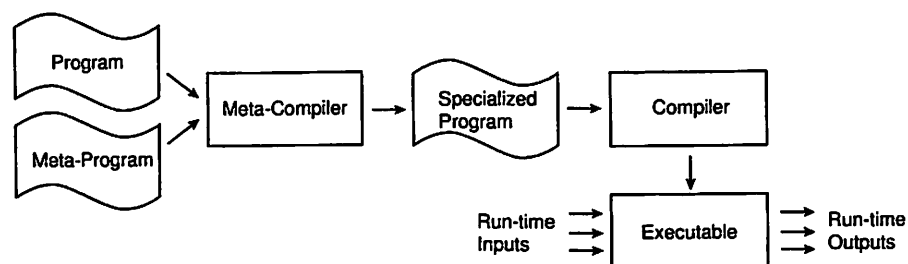 Program
Meta-Program
Meta-Compiler
Specialized
Program
Compiler
Run-time
Inputs
Executable
Run-time
Outputs